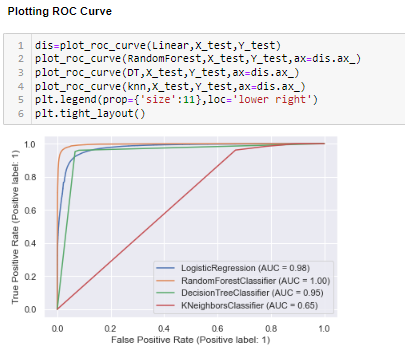 Plotting ROC Curve
1 dis=plot_roc_curve(Linear,X_test,Y_test)
2 plot_roc_curve(RandomForest,X_test,Y_test,ax=dis.ax_)
3 plot_roc_curve(DT,X_test,Y_test,ax=dis.ax_)
4 plot_roc_curve(knn,X_test,Y_test,ax=dis.ax_)
5 plt.legend(prop={'size':11},loc='lower right')
6 plt.tight_layout()
True Positive Rate (Positive label: 1)
1.0
0.8
0.6
0.4
0.2
0.0
LogisticRegression (AUC = 0.98)
RandomForestClassifier (AUC = 1.00)
DecisionTreeClassifier (AUC = 0.95)
KNeighborsClassifier (AUC = 0.65)
0.0 0.2 0.4 0.6 0.8 1.0
False Positive Rate (Positive label: 1)